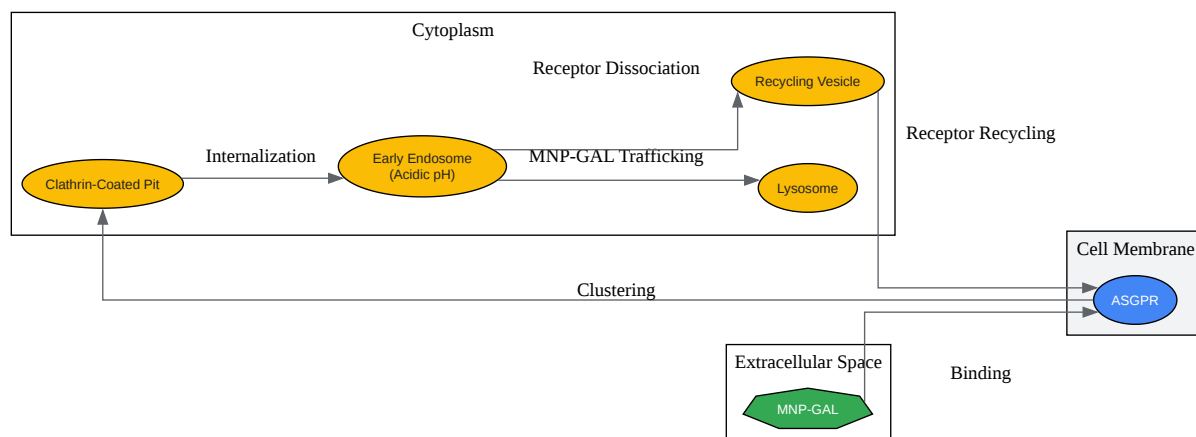 Cytoplasm
Receptor Dissociation
Recycling Vesicle
Receptor Recycling
Internalization
Early Endosome
(Acidic pH)
MNP-GAL Trafficking
Clathrin-Coated Pit
Lysosome
Cell Membrane
Clustering
ASGPR
Extracellular Space
Binding
MNP-GAL